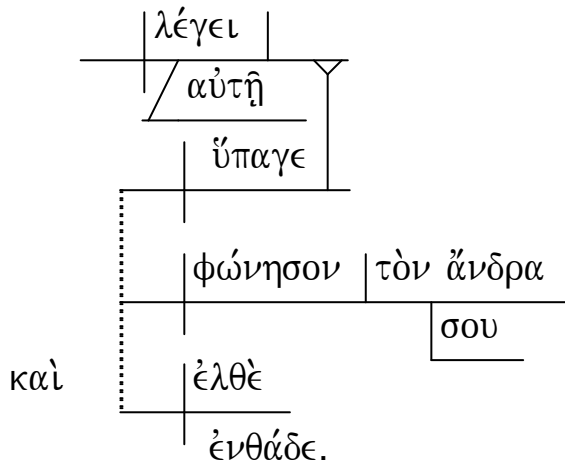 λέγει
αὐτῇ
ὕπαγε
φώνησον τὸν ἄνδρα
σου
καὶ ἐλθὲ
ἐνθάδε.